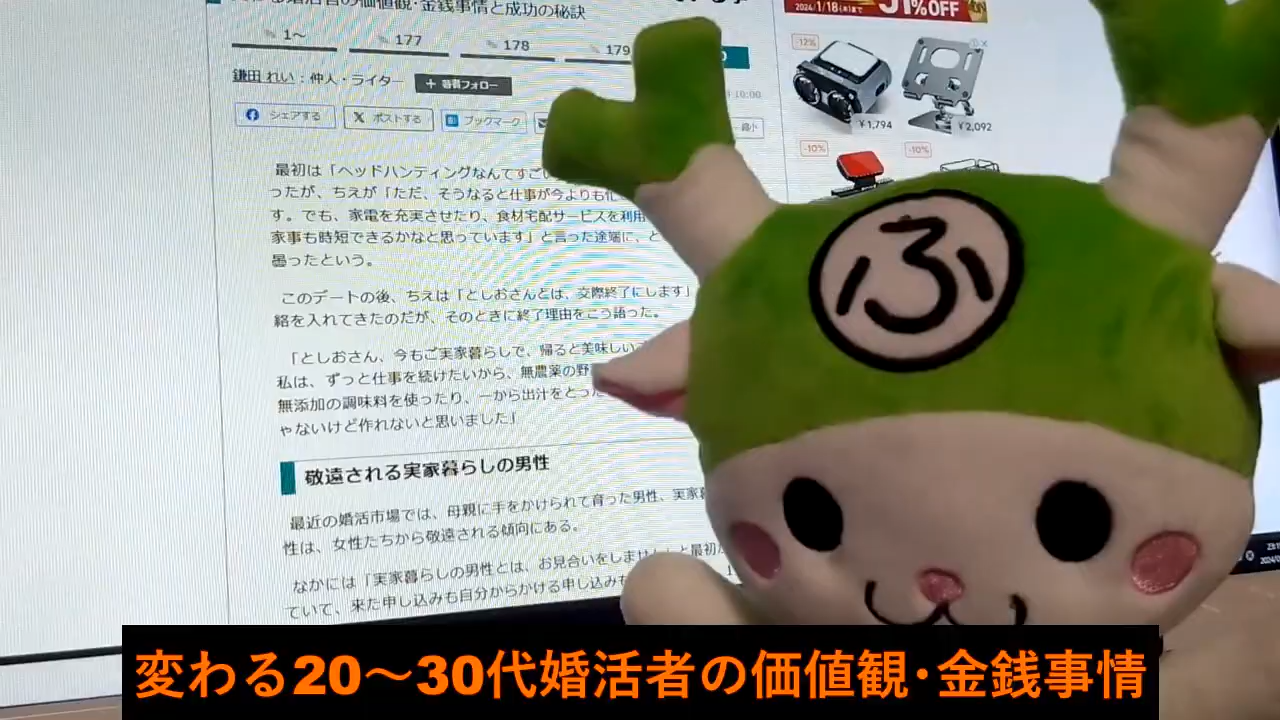 変わる婚活者の価値観・金銭事情と成功の秘訣
1〜 177 178 179
鎌田 れい：仲人・ライター
＋ 著者フォロー
10:00
シェアする
ポストする
ブックマーク
縮小
最初は「ヘッドハンティングなんてすごい
ったが、ちえが「ただ、そうなると仕事が今よりも忙
す。でも、家電を充実させたり、食材宅配サービスを利用
家事も時短できるかなと思っています」と言った途端に、と
曇ったという。
このデートの後、ちえは「としおさんとは、交際終了にします」
絡を入れてきたのだが、そのときに終了理由をこう語った。
「としおさん、今もご実家暮らしで、帰ると美味しい
私は、ずっと仕事を続けたいから、無農薬の野
無添加の調味料を使ったり、一から出汁をとった
ゃないけど作れないと思いました」
敬遠される実家暮らしの男性
最近の婚活市場では、母親に手をかけられて育った男性、実家暮
性は、女性たちから敬遠される傾向にある。
なかには「実家暮らしの男性とは、お見合いをしません」と最初
ていて、来た申し込みも自分からかける申し込みも
2024/1/18(木)まで
51%OFF
-12%
￥1,794
￥2,092
-10%
-10%
ふ
変わる20〜30代婚活者の価値観・金銭事情